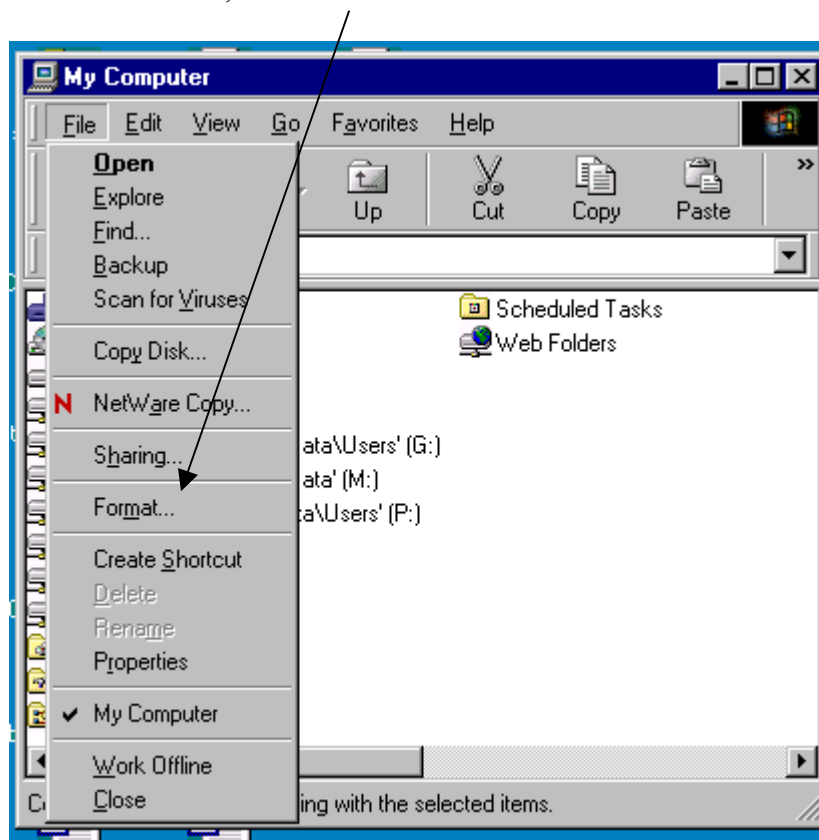 My Computer
File Edit View Go Favorites Help
Open
Explore
Find...
Backup
Scan for Viruses
Copy Disk...
N NetWare Copy...
Sharing...
Format...
Create Shortcut
Delete
Rename
Properties
My Computer
Work Offline
Close
Up Cut Copy Paste »
Scheduled Tasks
Web Folders
ata\Users' (G:)
ata' (M:)
a\Users' (P:)
ing with the selected items.